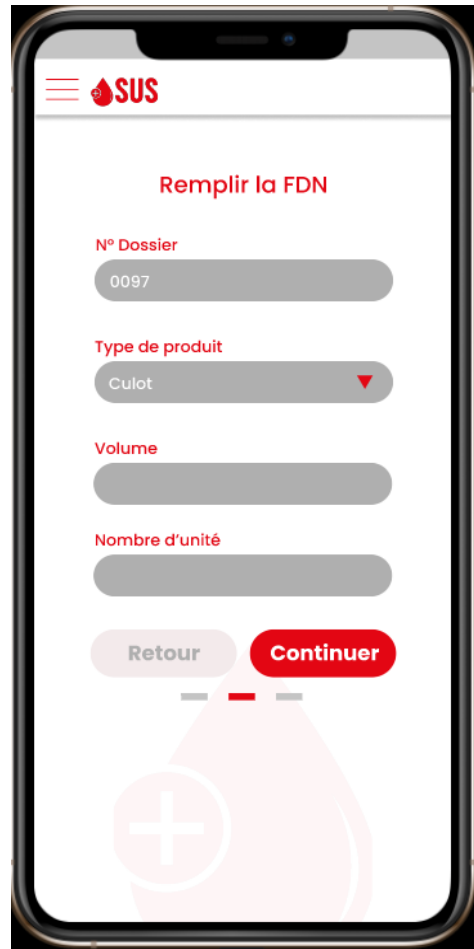 SUS
Remplir la FDN
Nº Dossier
0097
Type de produit
Culot
Volume
Nombre d'unité
Retour Continuer